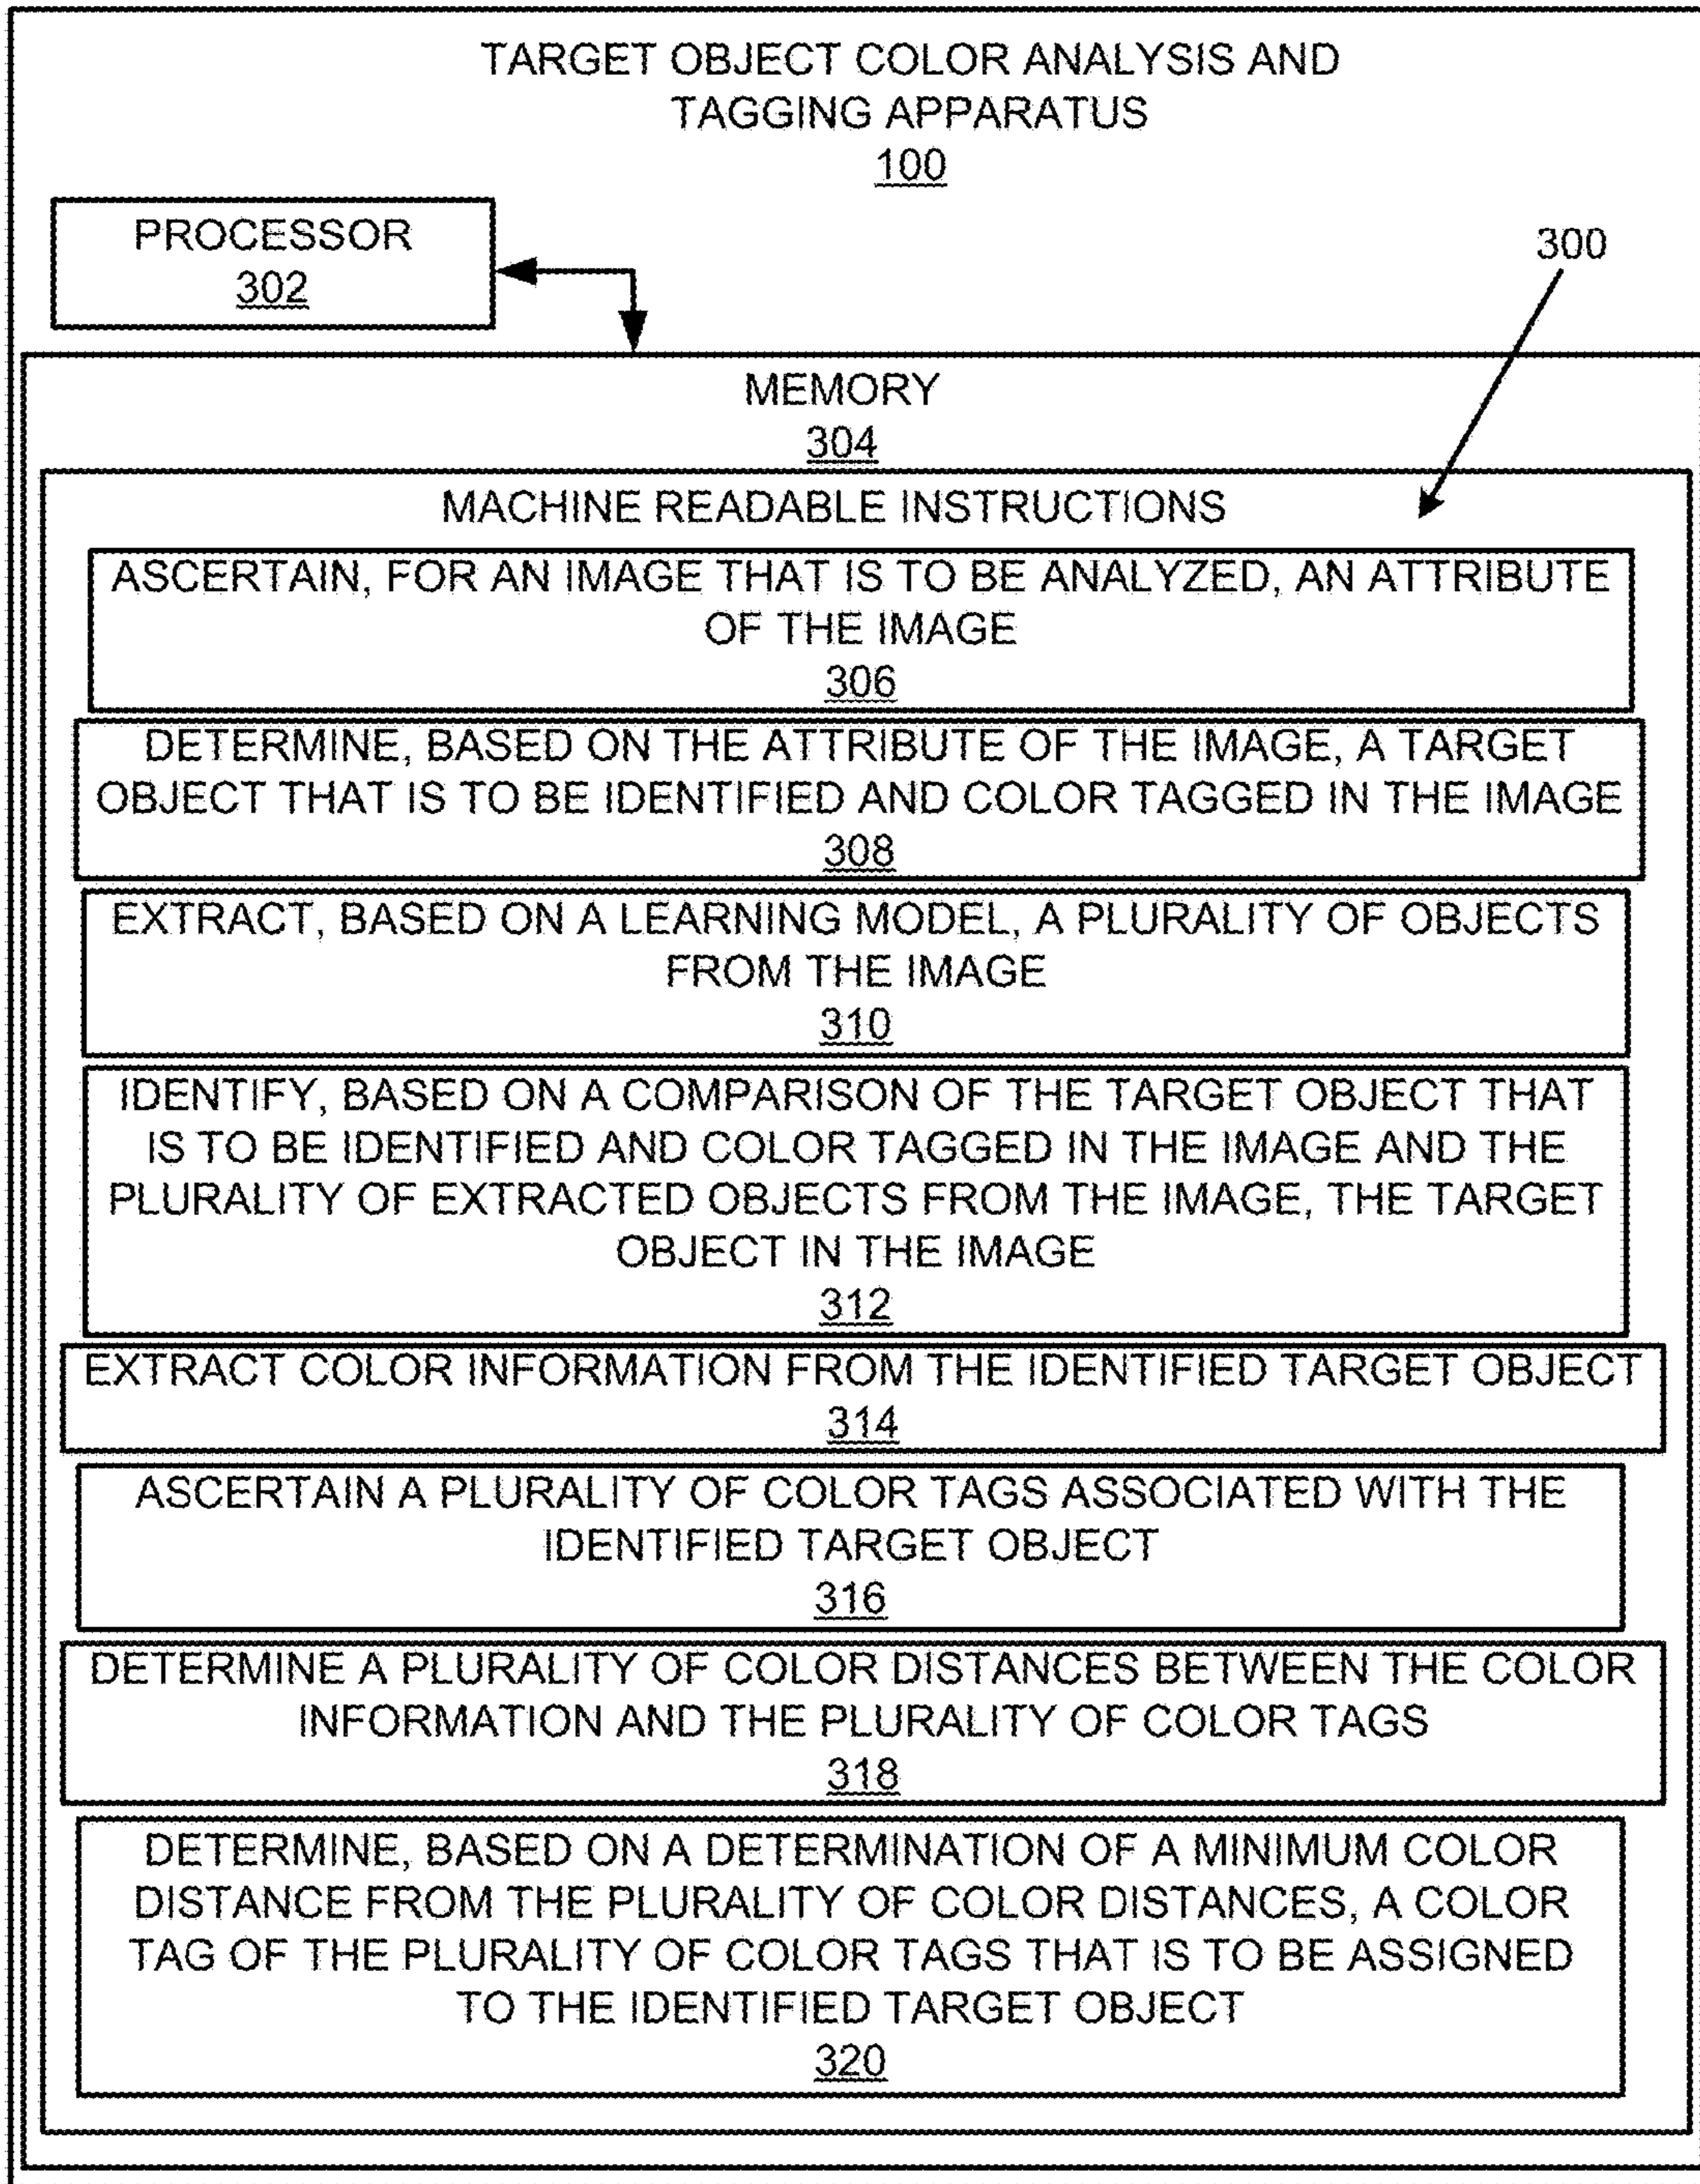 TARGET OBJECT COLOR ANALYSIS AND
TAGGING APPARATUS
100
PROCESSOR
302
300
MEMORY
304
MACHINE READABLE INSTRUCTIONS
ASCERTAIN, FOR AN IMAGE THAT IS TO BE ANALYZED, AN ATTRIBUTE
OF THE IMAGE
306
DETERMINE, BASED ON THE ATTRIBUTE OF THE IMAGE, A TARGET
OBJECT THAT IS TO BE IDENTIFIED AND COLOR TAGGED IN THE IMAGE
308
EXTRACT, BASED ON A LEARNING MODEL, A PLURALITY OF OBJECTS
FROM THE IMAGE
310
IDENTIFY, BASED ON A COMPARISON OF THE TARGET OBJECT THAT
IS TO BE IDENTIFIED AND COLOR TAGGED IN THE IMAGE AND THE
PLURALITY OF EXTRACTED OBJECTS FROM THE IMAGE, THE TARGET
OBJECT IN THE IMAGE
312
EXTRACT COLOR INFORMATION FROM THE IDENTIFIED TARGET OBJECT
314
ASCERTAIN A PLURALITY OF COLOR TAGS ASSOCIATED WITH THE
IDENTIFIED TARGET OBJECT
316
DETERMINE A PLURALITY OF COLOR DISTANCES BETWEEN THE COLOR
INFORMATION AND THE PLURALITY OF COLOR TAGS
318
DETERMINE, BASED ON A DETERMINATION OF A MINIMUM COLOR
DISTANCE FROM THE PLURALITY OF COLOR DISTANCES, A COLOR
TAG OF THE PLURALITY OF COLOR TAGS THAT IS TO BE ASSIGNED
TO THE IDENTIFIED TARGET OBJECT
320